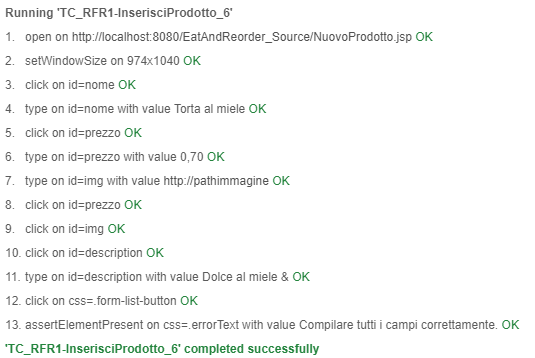 Running 'TC_RFR1-InserisciProdotto_6'
1. open on http://localhost:8080/EatAndReorder_Source/NuovoProdotto.jsp OK
2. setWindowSize on 974x1040 OK
3. click on id=nome OK
4. type on id=nome with value Torta al miele OK
5. click on id=prezzo OK
6. type on id=prezzo with value 0,70 OK
7. type on id=img with value http://pathimmagine OK
8. click on id=prezzo OK
9. click on id=img OK
10. click on id=description OK
11. type on id=description with value Dolce al miele & OK
12. click on css=.form-list-button OK
13. assertElementPresent on css=.errorText with value Compilare tutti i campi correttamente. OK
'TC_RFR1-InserisciProdotto_6' completed successfully